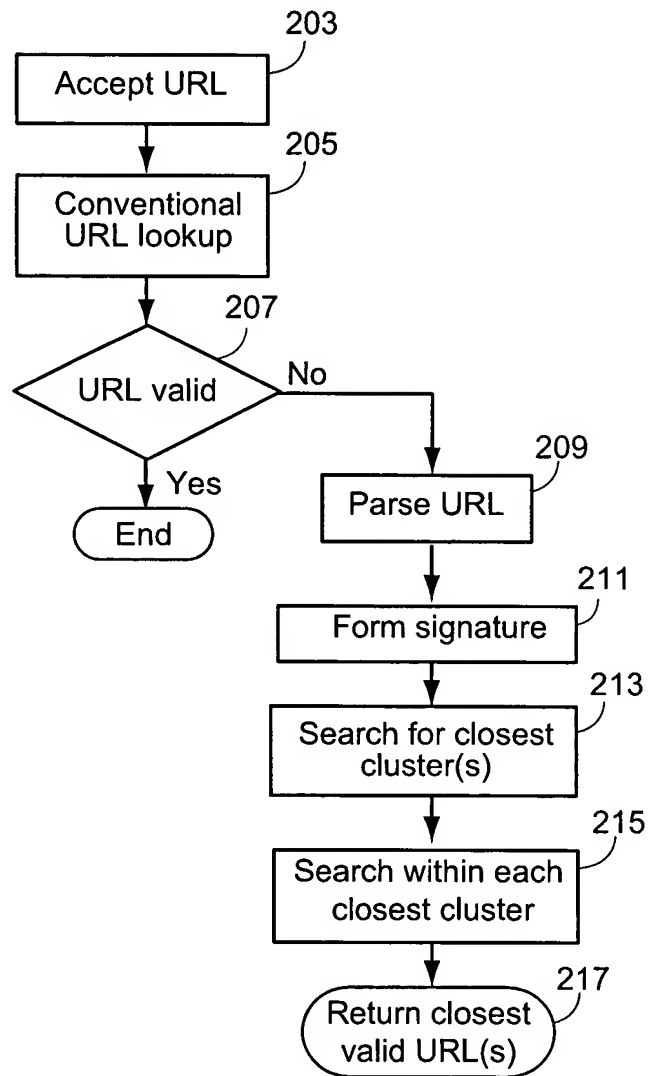 203
Accept URL
205
Conventional
URL lookup
207
URL valid
No
Yes
End
209
Parse URL
211
Form signature
213
Search for closest
cluster(s)
215
Search within each
closest cluster
217
Return closest
valid URL(s)